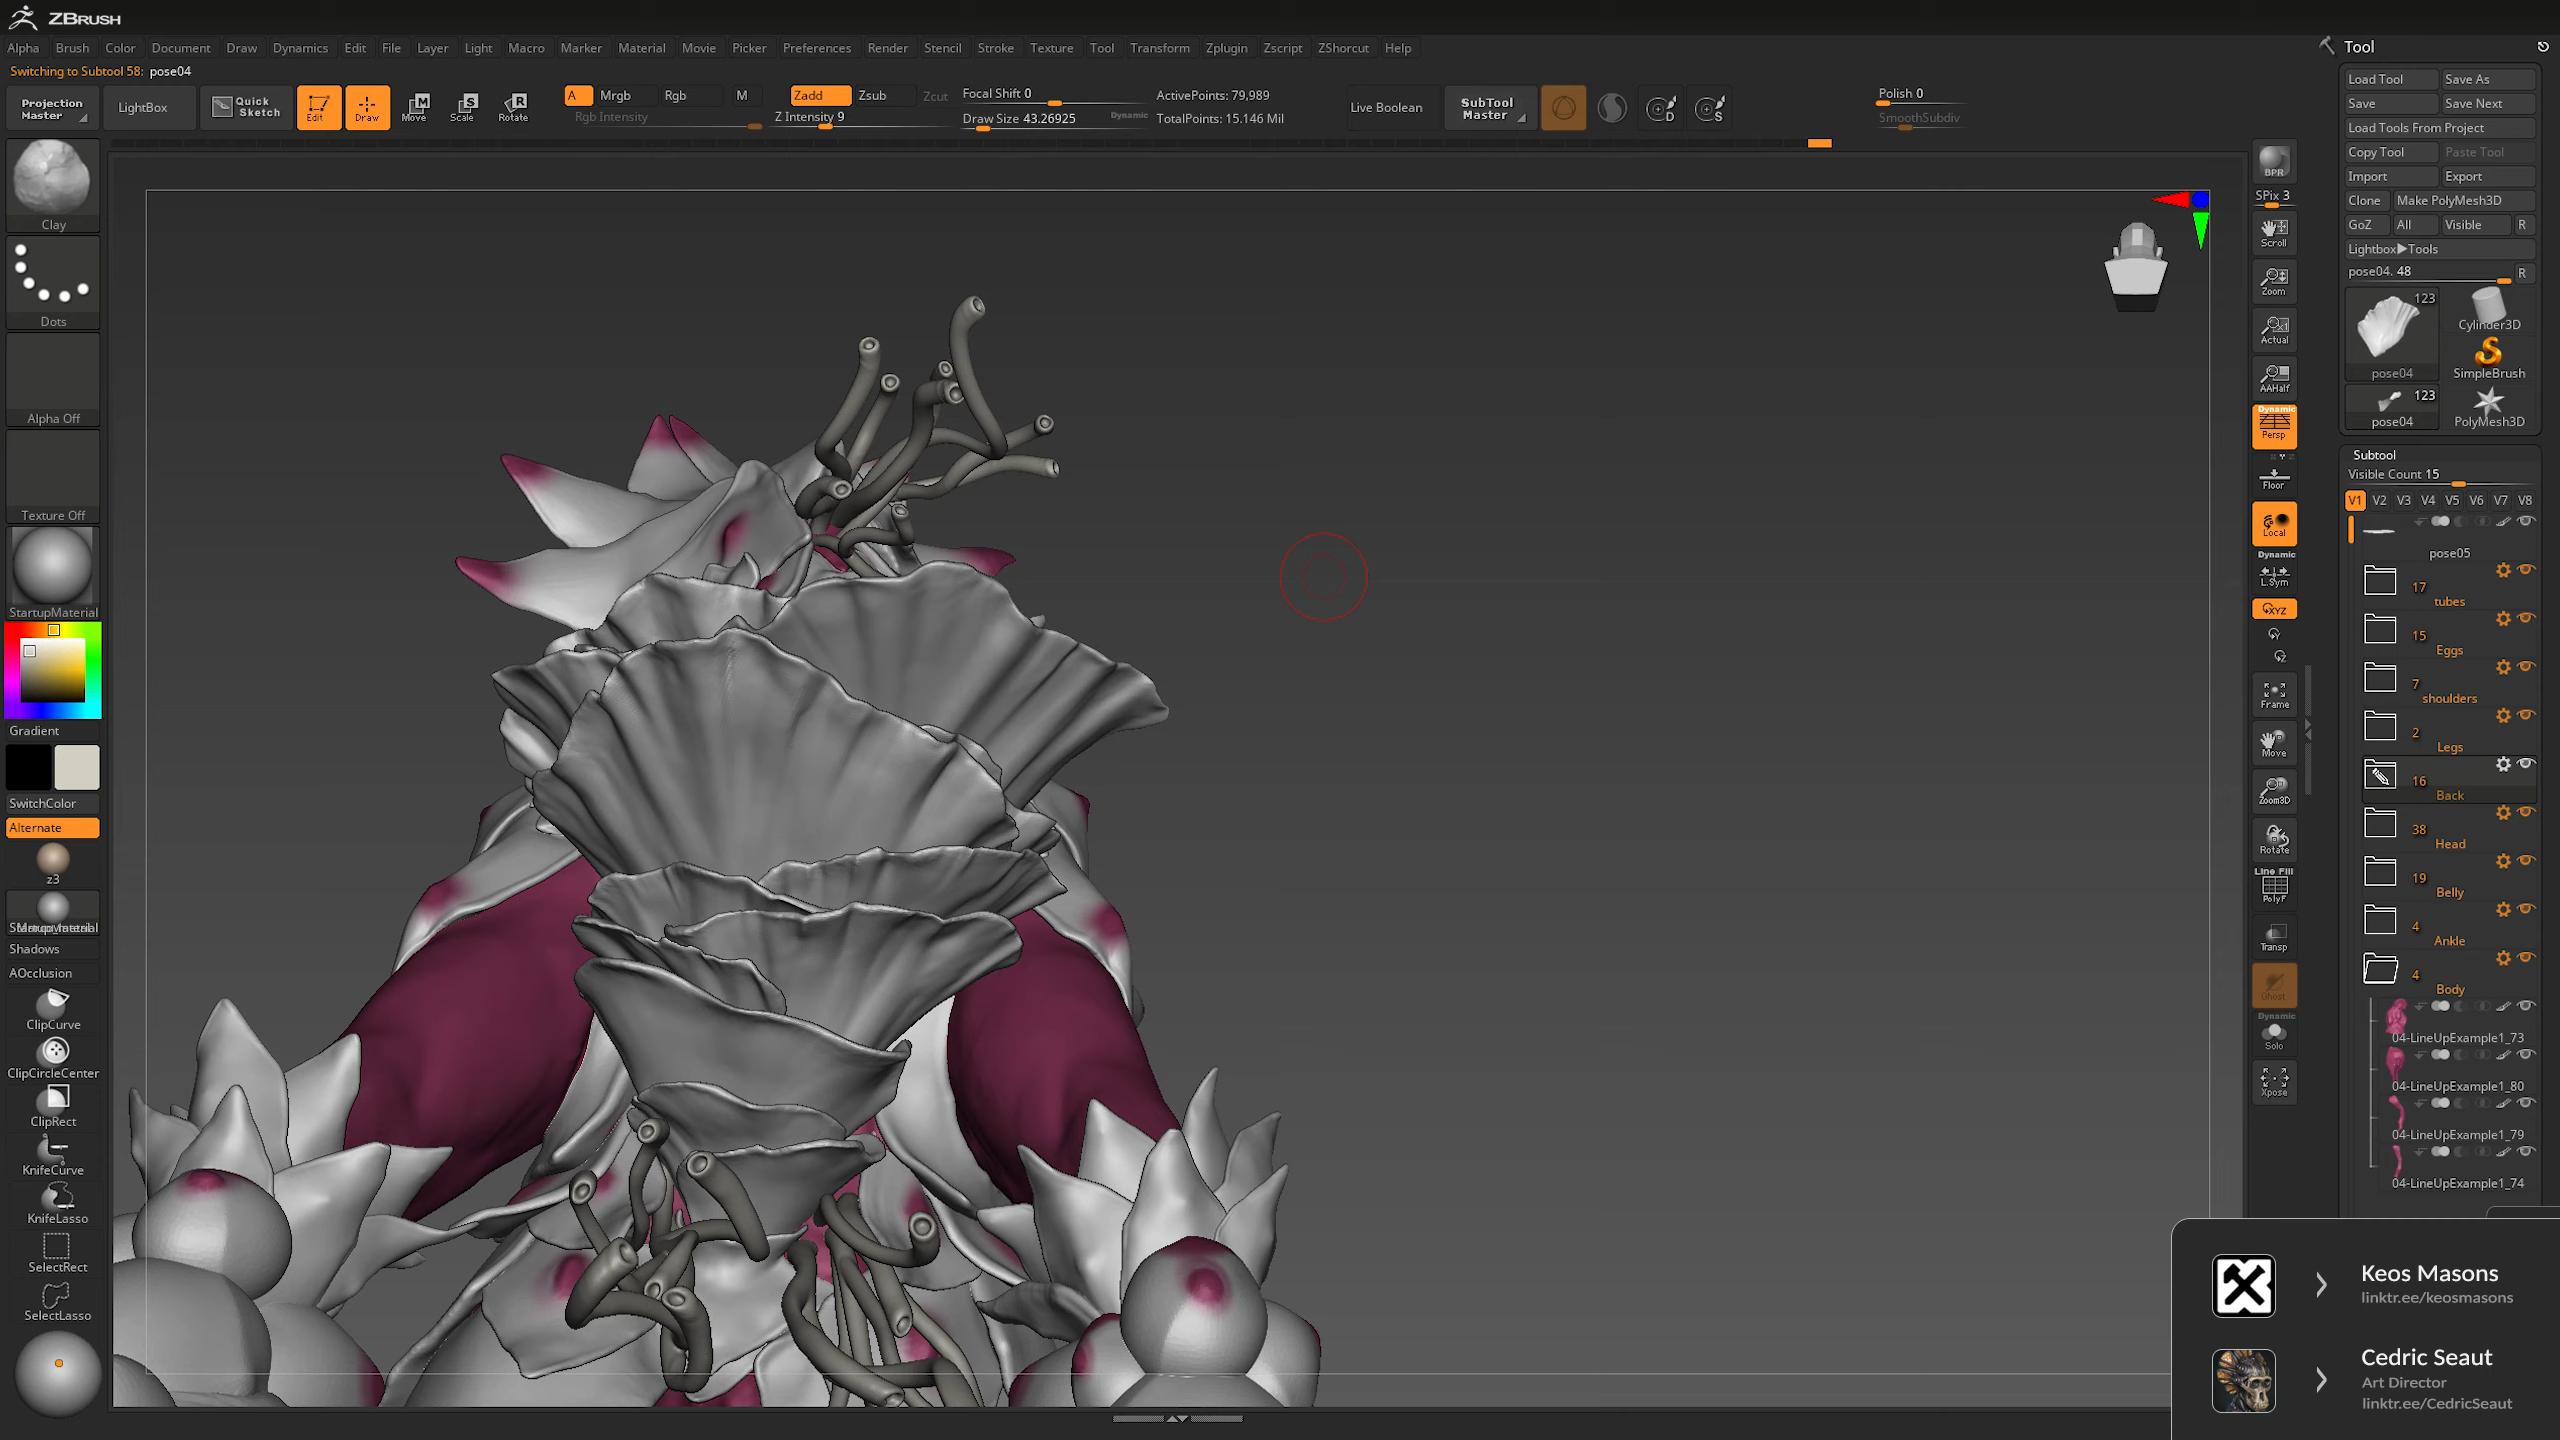 ZBRUSH
Alpha Brush Color Document Draw Dynamics Edit File Layer Light Macro Marker Material Movie Picker Preferences Render Stencil Stroke Texture Tool Transform Zplugin Zscript ZShorcut Help
Switching to Subtool 58: pose04
Projection Master
LightBox
Quick Sketch
Edit
Draw
Move
Scale
Rotate
A Mrgb Rgb M
Rgb Intensity
Zadd Zsub Zcut
Z Intensity 9
Focal Shift 0
Draw Size 43.26925
Dynamic
ActivePoints: 79,989
TotalPoints: 15.146 Mil
Live Boolean
SubTool Master
D
S
Polish 0
SmoothSubdiv
Clay
Dots
Alpha Off
Texture Off
StartupMaterial
Gradient
SwitchColor
Alternate
z3
Shadows
AOcclusion
ClipCurve
ClipCircleCenter
ClipRect
KnifeCurve
KnifeLasso
SelectRect
SelectLasso
BPR
SPix 3
Scroll
Zoom
Actual
AAHalf
Dynamic
Persp
Floor
Local
Dynamic
L.Sym
XYZ
Frame
Move
Zoom3D
Rotate
Line Fill
PolyF
Transp
Ghost
Dynamic
Solo
Xpose
Tool
Load Tool Save As
Save Save Next
Load Tools From Project
Copy Tool Paste Tool
Import Export
Clone Make PolyMesh3D
GoZ All Visible R
Lightbox▶Tools
pose04. 48 R
123
pose04
Cylinder3D
SimpleBrush
123
pose04
PolyMesh3D
Subtool
Visible Count 15
V1 V2 V3 V4 V5 V6 V7 V8
pose05
17
tubes
15
Eggs
7
shoulders
2
Legs
16
Back
38
Head
19
Belly
4
Ankle
4
Body
04-LineUpExample1_73
04-LineUpExample1_80
04-LineUpExample1_79
04-LineUpExample1_74
Keos Masons
linktr.ee/keosmasons
Cedric Seaut
Art Director
linktr.ee/CedricSeaut